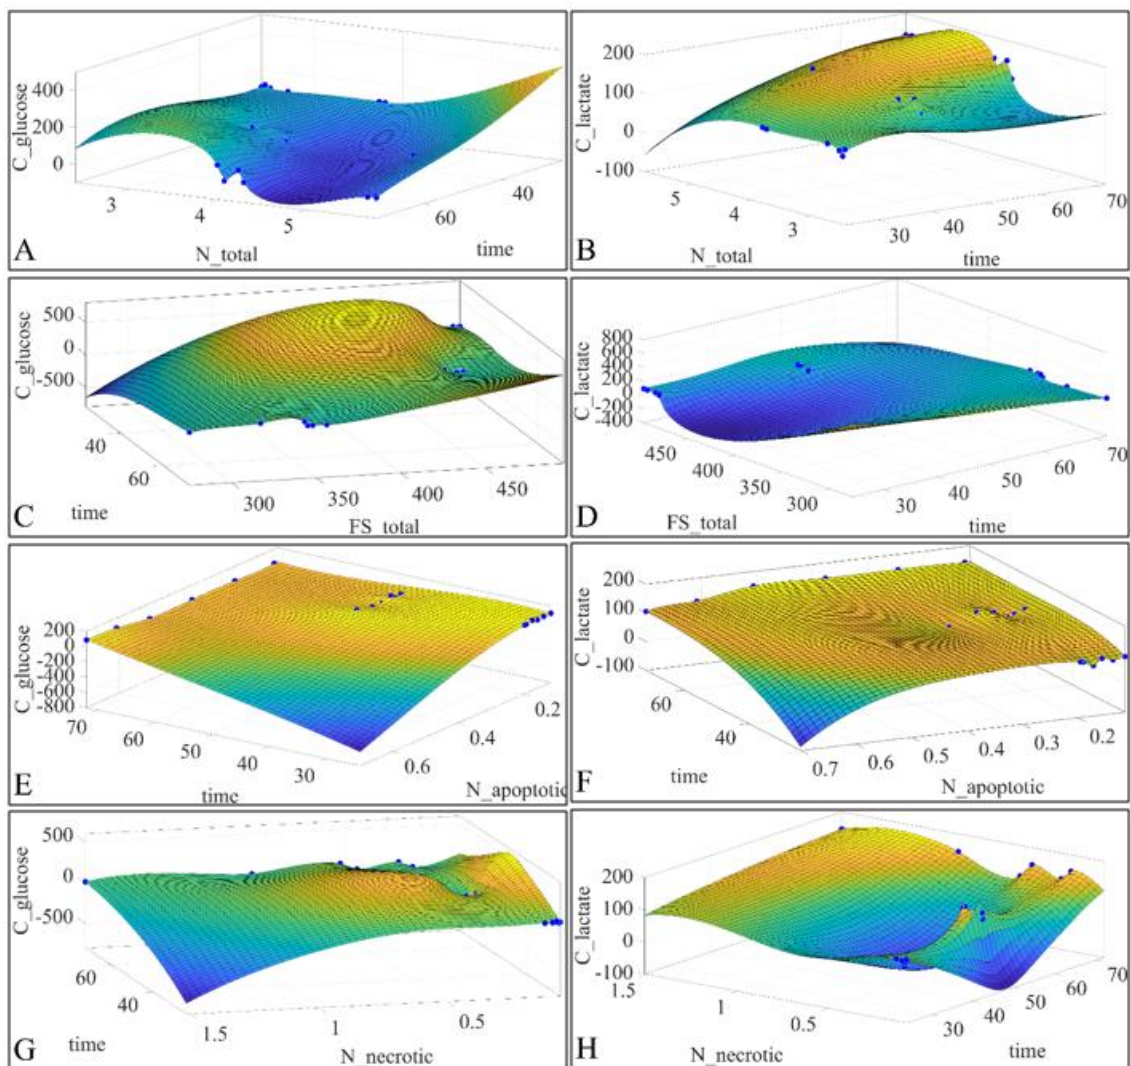 400
200
0
C_glucose
3
4
5
40
60
N_total
time
A
200
100
0
-100
C_lactate
5
4
3
30
40
50
60
70
N_total
time
B
500
0
-500
C_glucose
40
60
300
350
400
450
time
FS_total
C
800
600
400
200
0
-200
-400
C_lactate
450
400
350
300
30
40
50
60
70
FS_total
time
D
200
0
-200
-400
-600
-800
C_glucose
70
60
50
40
30
0.2
0.4
0.6
time
N_apoptotic
E
200
100
0
-100
C_lactate
60
40
0.7
0.6
0.5
0.4
0.3
0.2
time
N_apoptotic
F
500
0
-500
C_glucose
60
40
1.5
1
0.5
time
N_necrotic
G
200
100
0
-100
C_lactate
1.5
1
0.5
30
40
50
60
70
N_necrotic
time
H